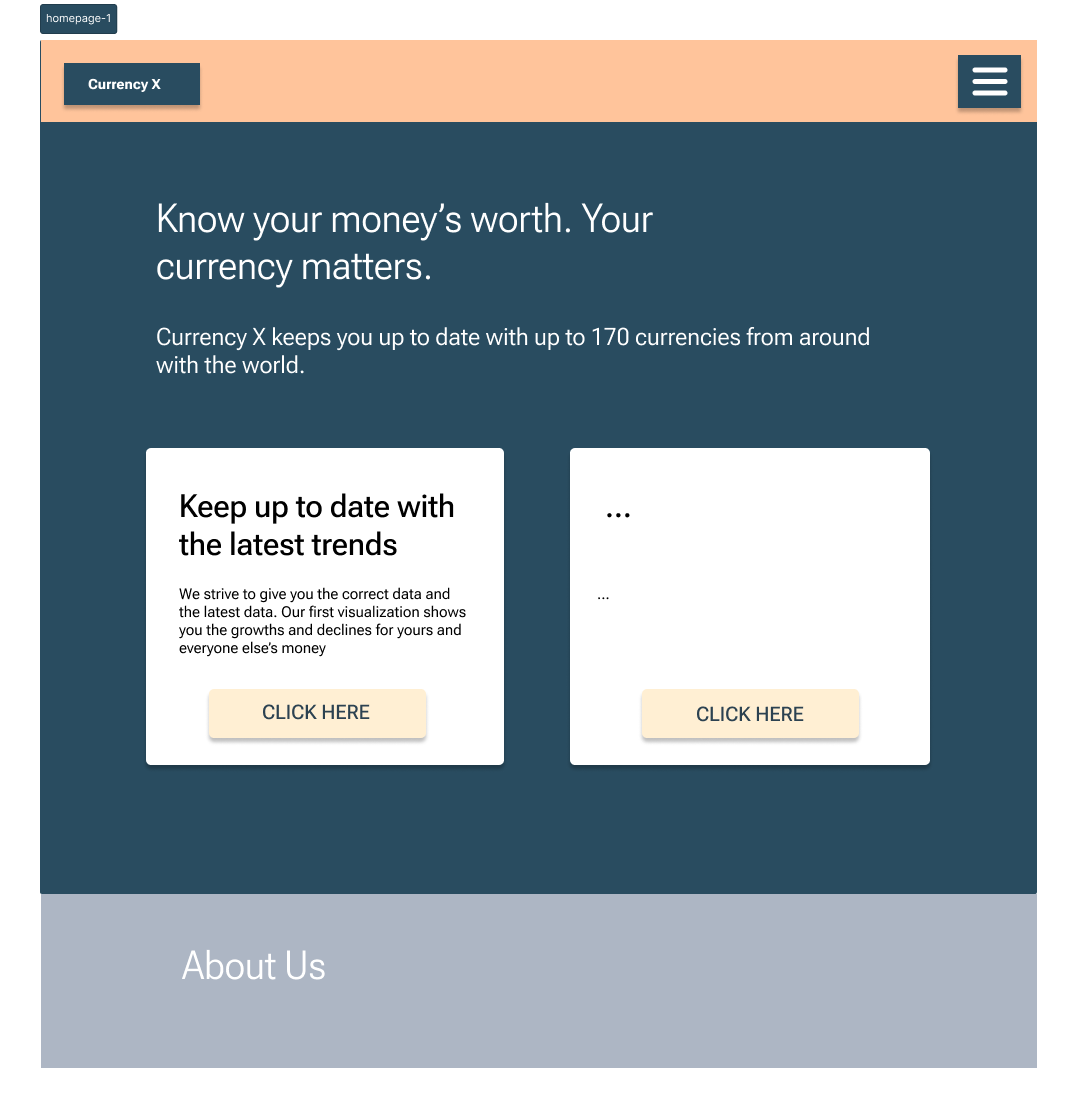 homepage-1
Currency X
Know your money’s worth. Your
currency matters.
Currency X keeps you up to date with up to 170 currencies from around
with the world.
Keep up to date with
the latest trends
We strive to give you the correct data and
the latest data. Our first visualization shows
you the growths and declines for yours and
everyone else’s money
CLICK HERE
...
...
CLICK HERE
About Us